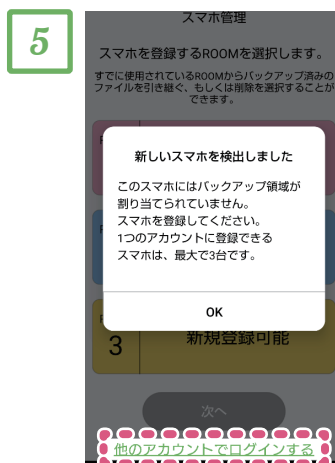 5
スマホ管理
スマホを登録するROOMを選択します。
すでに使用されているROOMからバックアップ済みの
ファイルを引き継ぐ、もしくは削除を選択することが
できます。
新しいスマホを検出しました
このスマホにはバックアップ領域が
割り当てられていません。
スマホを登録してください。
1つのアカウントに登録できる
スマホは、最大で3台です。
OK
3
新規登録可能
次へ
他のアカウントでログインする